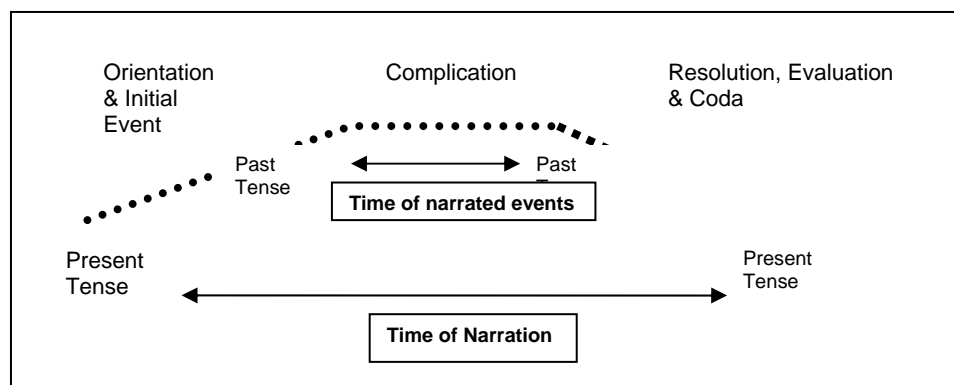 Orientation
& Initial
Event
Complication
Resolution, Evaluation
& Coda
Past
Tense
Past
Time of narrated events
Present
Tense
Present
Tense
Time of Narration